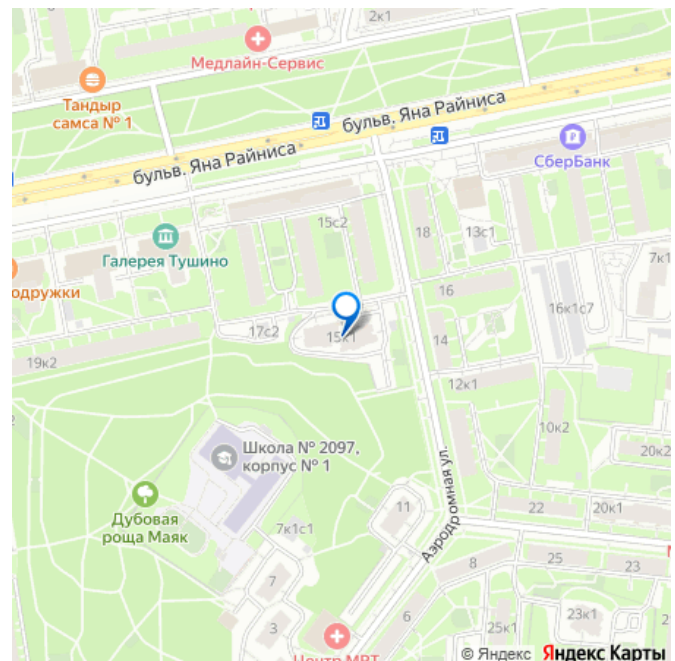 2к1
Медлайн-Сервис
Тандыр
самса № 1
бульв. Яна Райниса
бульв. Яна Райниса
СберБанк
15с2
18
13с1
Галерея Тушино
7к1
одружки
16
16к1с7
17с2
15к1
14
19к2
12к1
10к2
Школа № 2097,
корпус № 1
20к2
Аэродромная ул.
Дубовая
роща Маяк
11
22
20к1
7к1с1
8
25
23
7
6
23к1
3
25к1
Центр МРТ
© Яндекс Яндекс Карты